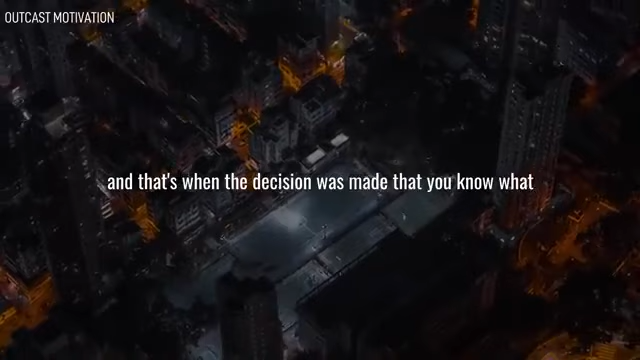 OUTCAST MOTIVATION
and that's when the decision was made that you know what